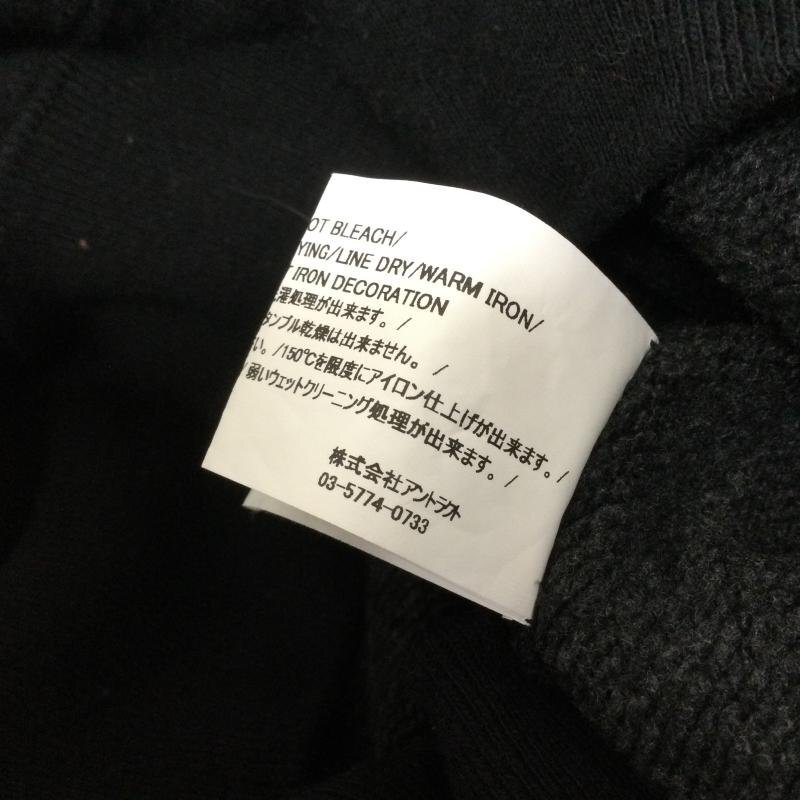 OT BLEACH/
YING/LINE DRY/WARM IRON/
IRON DECORATION
濯処理が出来ます。/
タンブル乾燥は出来ません。/
い。/150℃を限度にアイロン仕上げが出来ます。/
弱いウェットクリーニング処理が出来ます。/
株式会社アントラクト
03-5774-0733